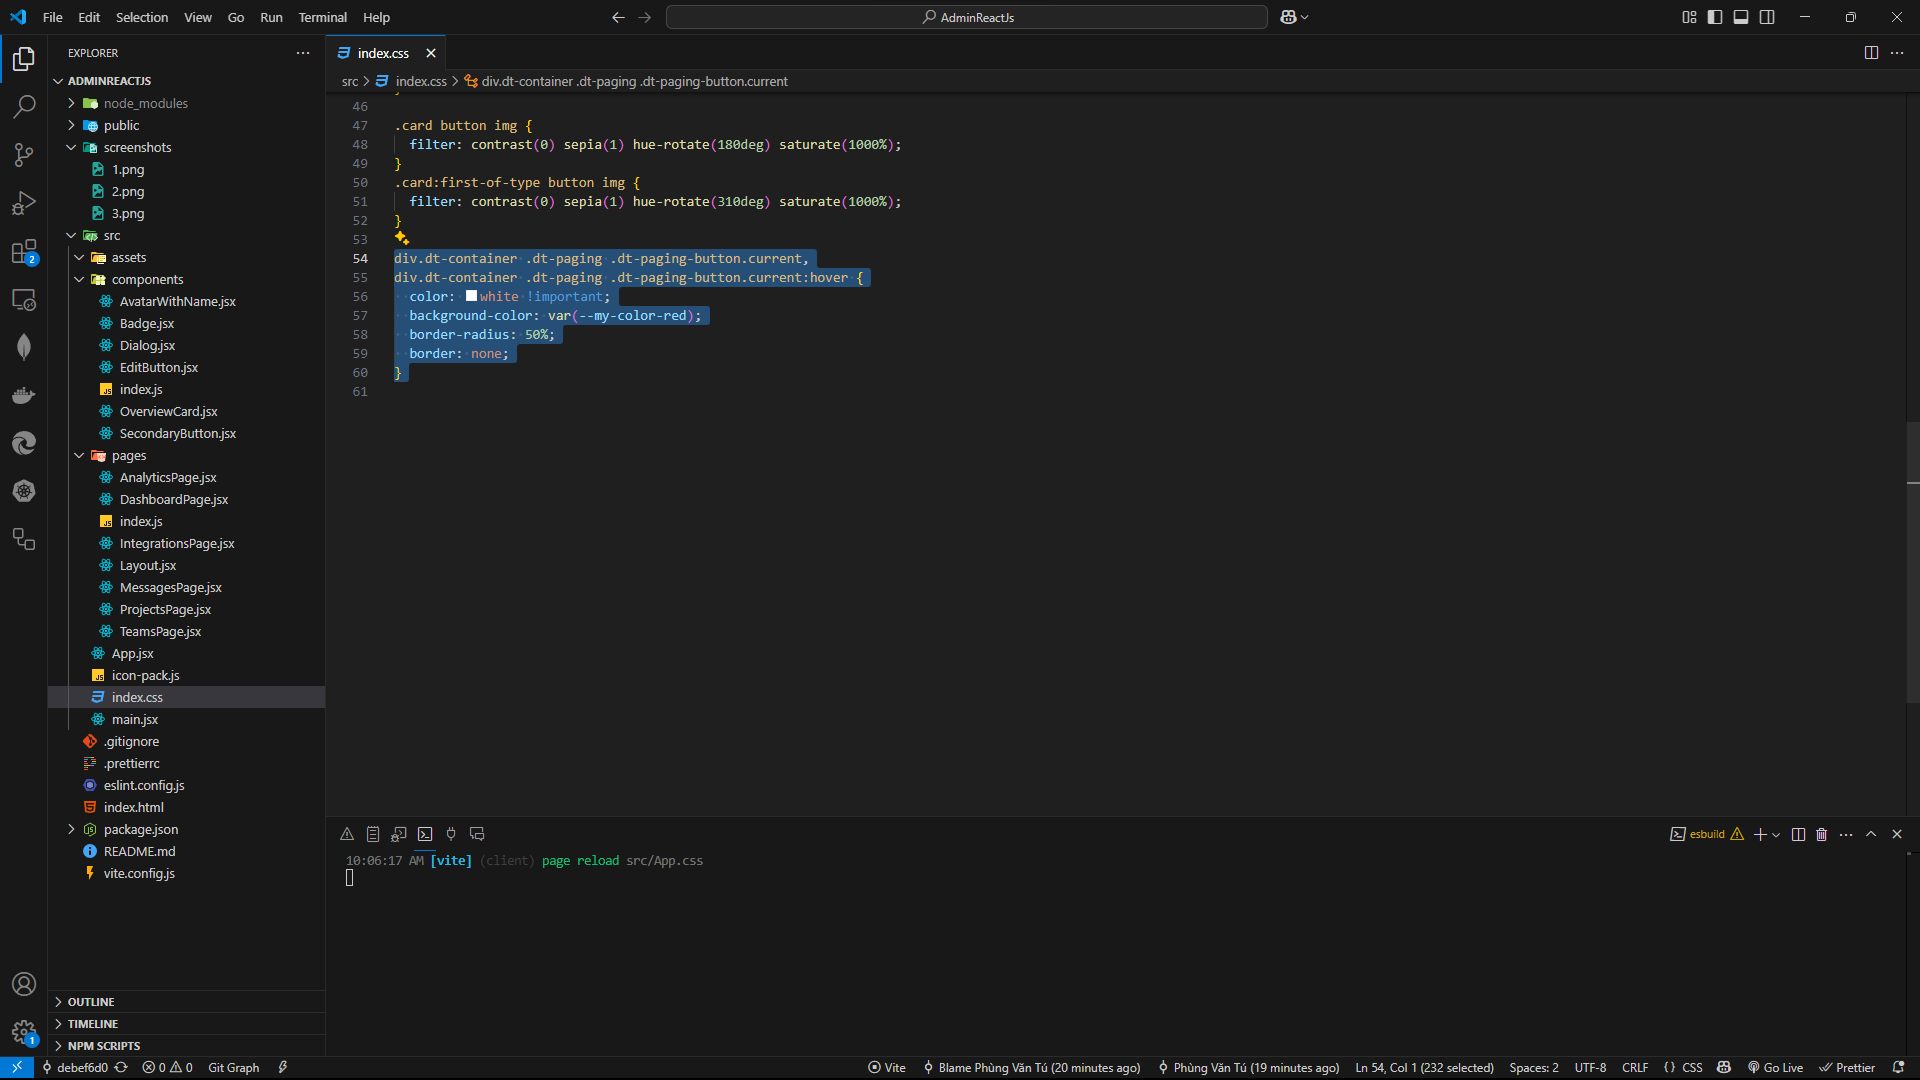 File Edit Selection View Go Run Terminal Help
AdminReactJs
EXPLORER
ADMINREACTJS
node_modules
public
screenshots
1.png
2.png
3.png
src
assets
components
AvatarWithName.jsx
Badge.jsx
Dialog.jsx
EditButton.jsx
index.js
OverviewCard.jsx
SecondaryButton.jsx
pages
AnalyticsPage.jsx
DashboardPage.jsx
index.js
IntegrationsPage.jsx
Layout.jsx
MessagesPage.jsx
ProjectsPage.jsx
TeamsPage.jsx
App.jsx
icon-pack.js
index.css
main.jsx
.gitignore
.prettierrc
eslint.config.js
index.html
package.json
README.md
vite.config.js
OUTLINE
TIMELINE
NPM SCRIPTS
2
1
index.css
src > index.css > div.dt-container .dt-paging .dt-paging-button.current
46
47 .card button img {
48 filter: contrast(0) sepia(1) hue-rotate(180deg) saturate(1000%);
49 }
50 .card:first-of-type button img {
51 filter: contrast(0) sepia(1) hue-rotate(310deg) saturate(1000%);
52 }
53
54 div.dt-container .dt-paging .dt-paging-button.current,
55 div.dt-container .dt-paging .dt-paging-button.current:hover {
56 color: white !important;
57 background-color: var(--my-color-red);
58 border-radius: 50%;
59 border: none;
60 }
61
esbuild
10:06:17 AM [vite] (client) page reload src/App.css
debef6d0 0 0 Git Graph Vite Blame Phùng Văn Tú (20 minutes ago) Phùng Văn Tú (19 minutes ago) Ln 54, Col 1 (232 selected) Spaces: 2 UTF-8 CRLF {} CSS Go Live Prettier